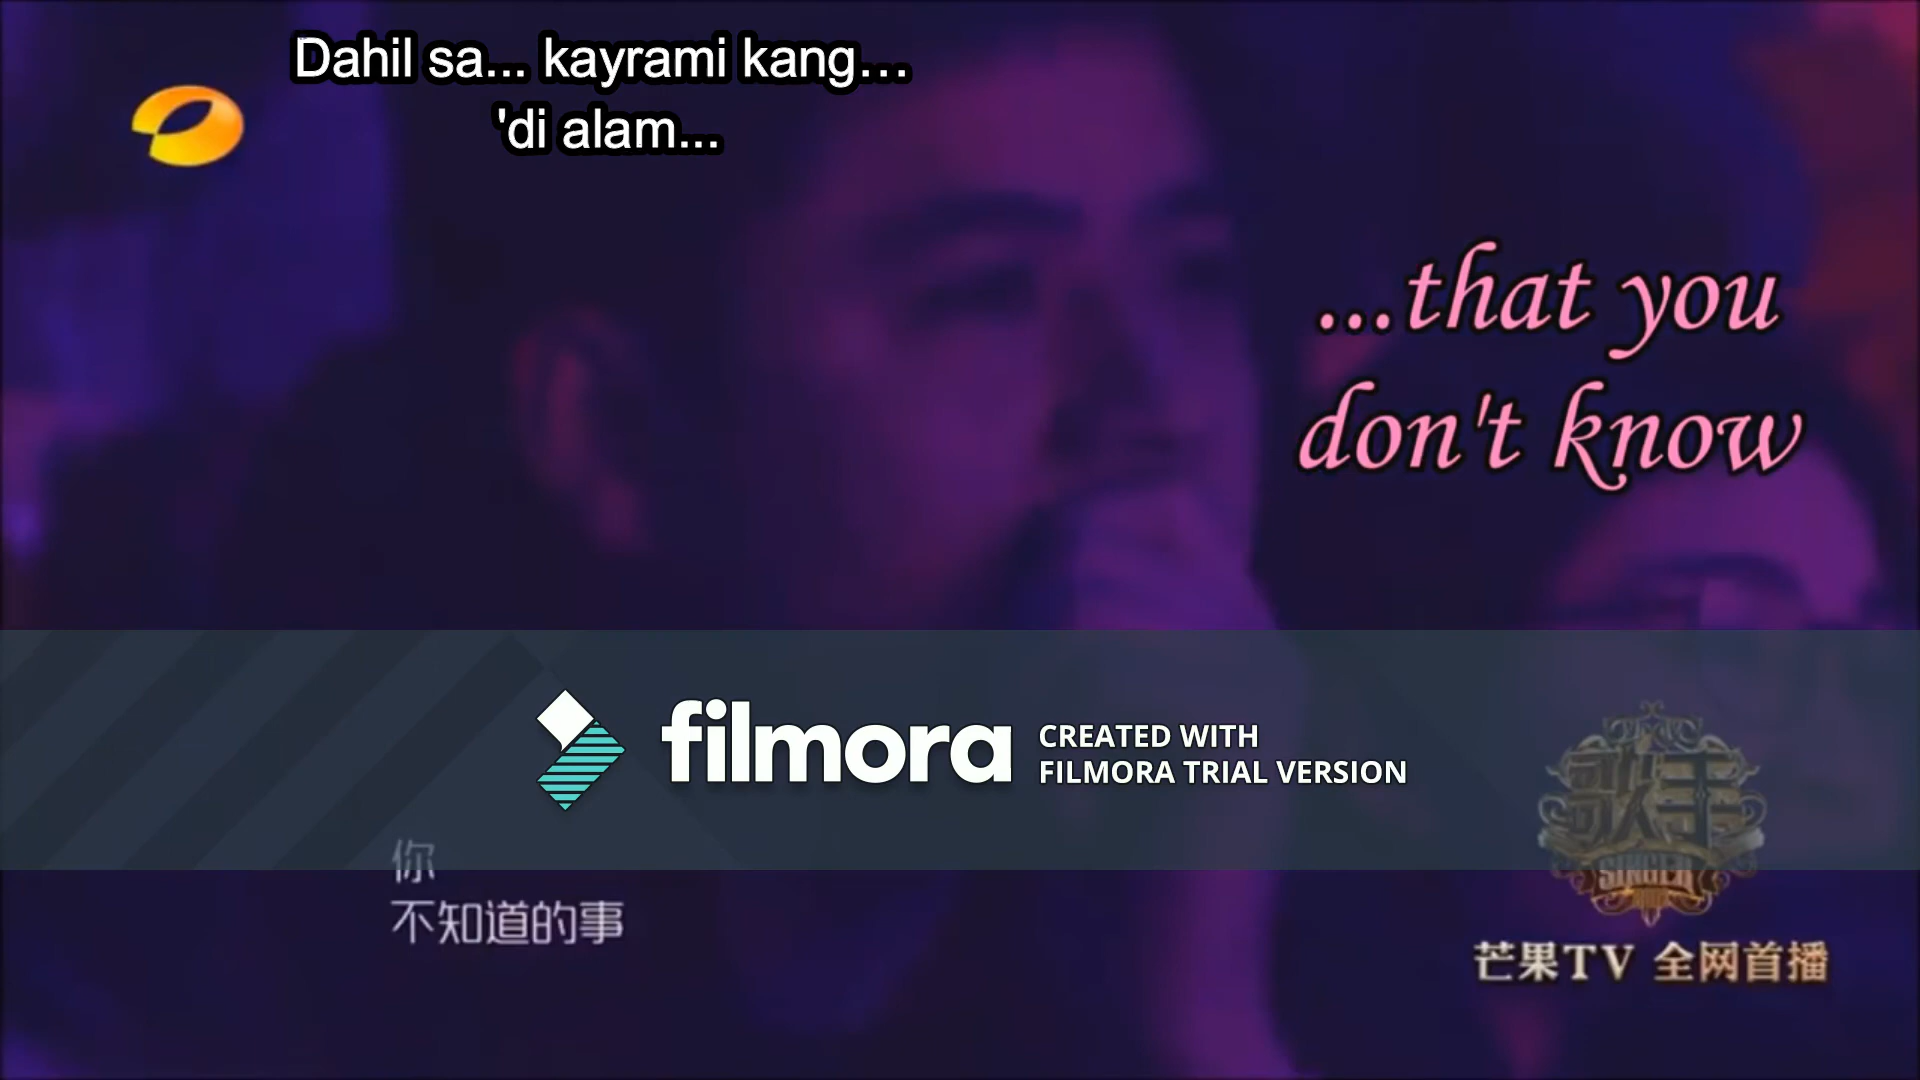 Dahil sa... kayrami kang...
'di alam...
...that you
don't know
filmora
CREATED WITH
FILMORA TRIAL VERSION
你
不知道的事
歌手
SINGER
芒果TV 全网首播